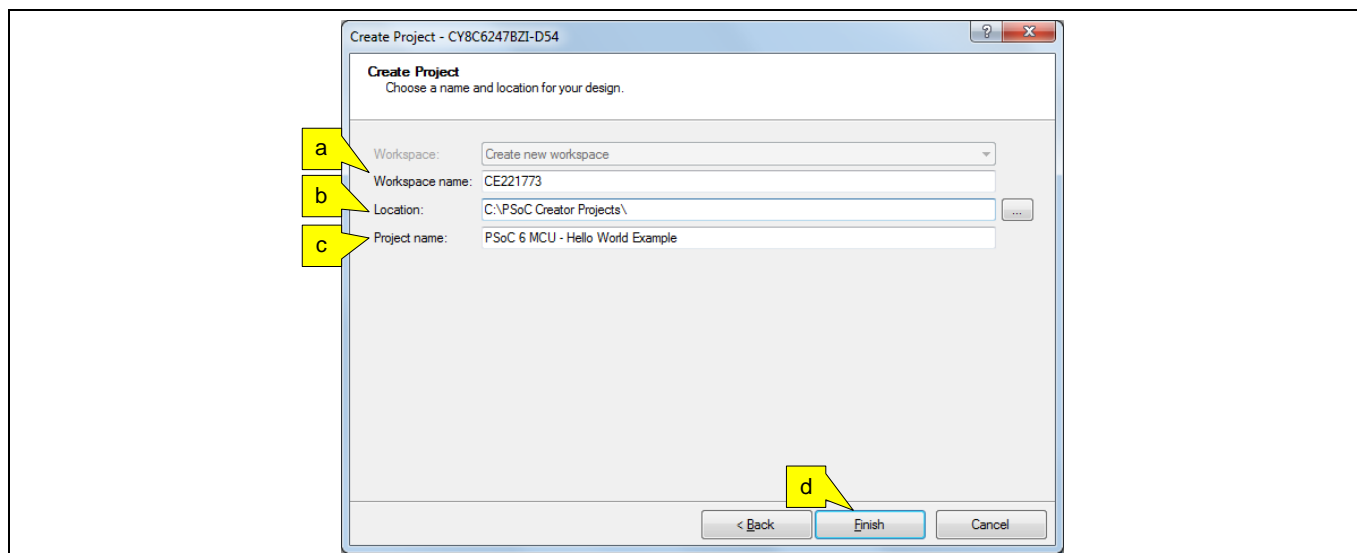 Create Project - CY8C6247BZI-D54
? X
Create Project
Choose a name and location for your design.
a
Workspace: Create new workspace
Workspace name: CE221773
b
Location: C:\PSoC Creator Projects\ ...
c
Project name: PSoC 6 MCU - Hello World Example
d
< Back Finish Cancel